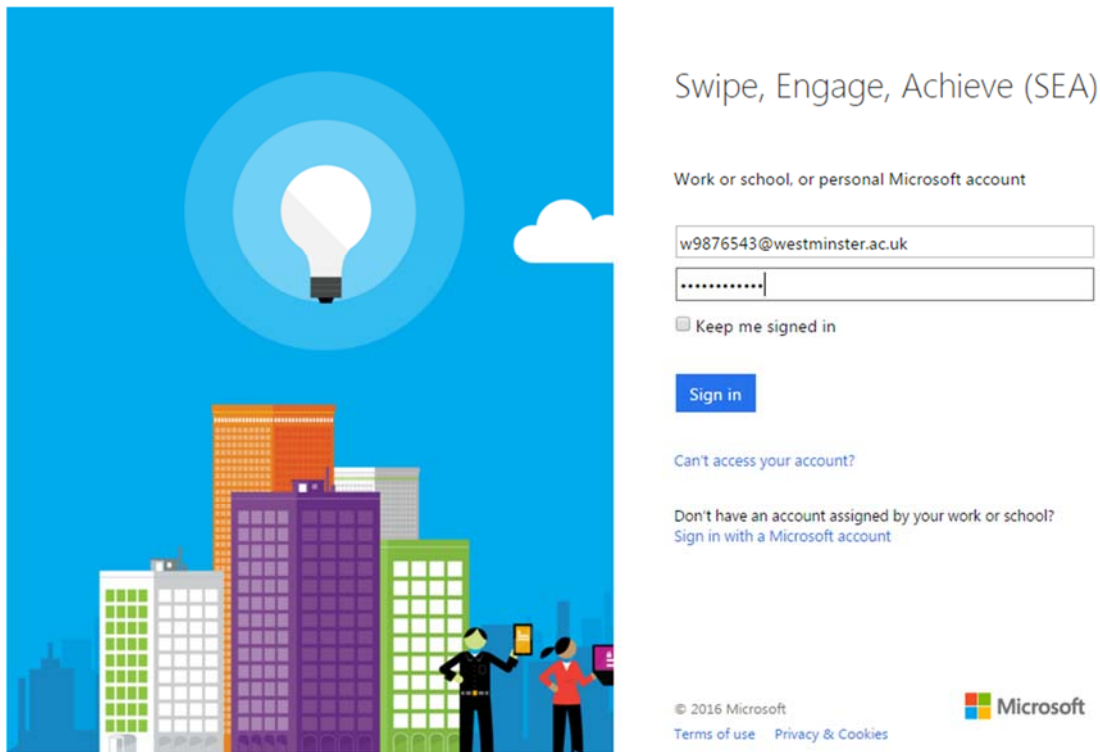 Swipe, Engage, Achieve (SEA)
Work or school, or personal Microsoft account
w9876543@westminster.ac.uk
••••••••••••
Keep me signed in
Sign in
Can't access your account?
Don't have an account assigned by your work or school?
Sign in with a Microsoft account
© 2016 Microsoft
Microsoft
Terms of use Privacy & Cookies